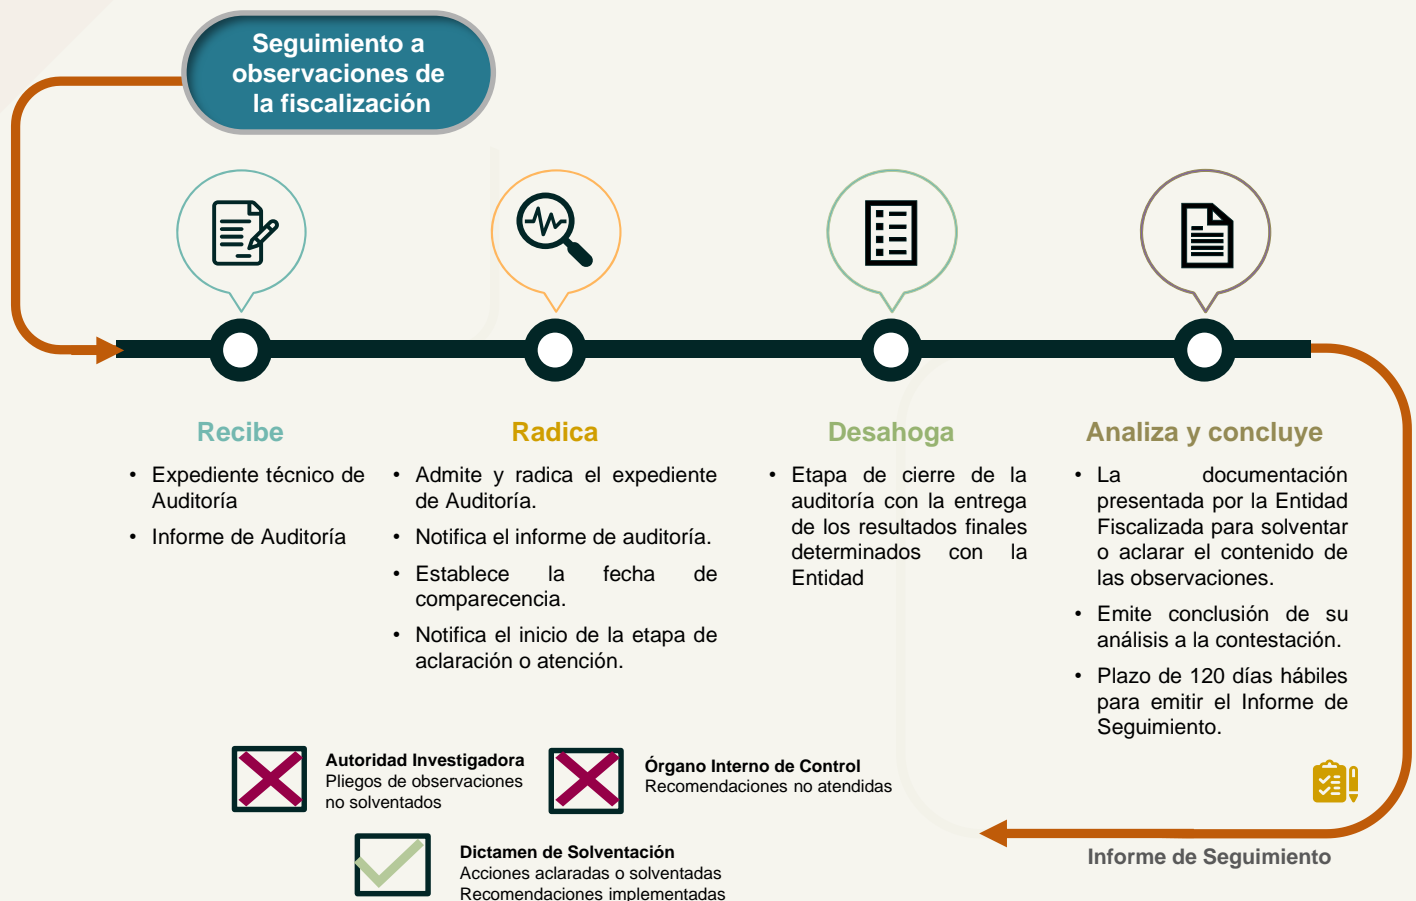 Seguimiento a
observaciones de
la fiscalización
Recibe
• Expediente técnico de
Auditoría
• Informe de Auditoría
Radica
• Admite y radica el expediente
de Auditoría.
• Notifica el informe de auditoría.
• Establece la fecha de
comparecencia.
• Notifica el inicio de la etapa de
aclaración o atención.
Desahoga
• Etapa de cierre de la
auditoría con la entrega
de los resultados finales
determinados con la
Entidad
Analiza y concluye
• La documentación
presentada por la Entidad
Fiscalizada para solventar
o aclarar el contenido de
las observaciones.
• Emite conclusión de su
análisis a la contestación.
• Plazo de 120 días hábiles
para emitir el Informe de
Seguimiento.
Autoridad Investigadora
Pliegos de observaciones
no solventados
Órgano Interno de Control
Recomendaciones no atendidas
Dictamen de Solventación
Acciones aclaradas o solventadas
Recomendaciones implementadas
Informe de Seguimiento